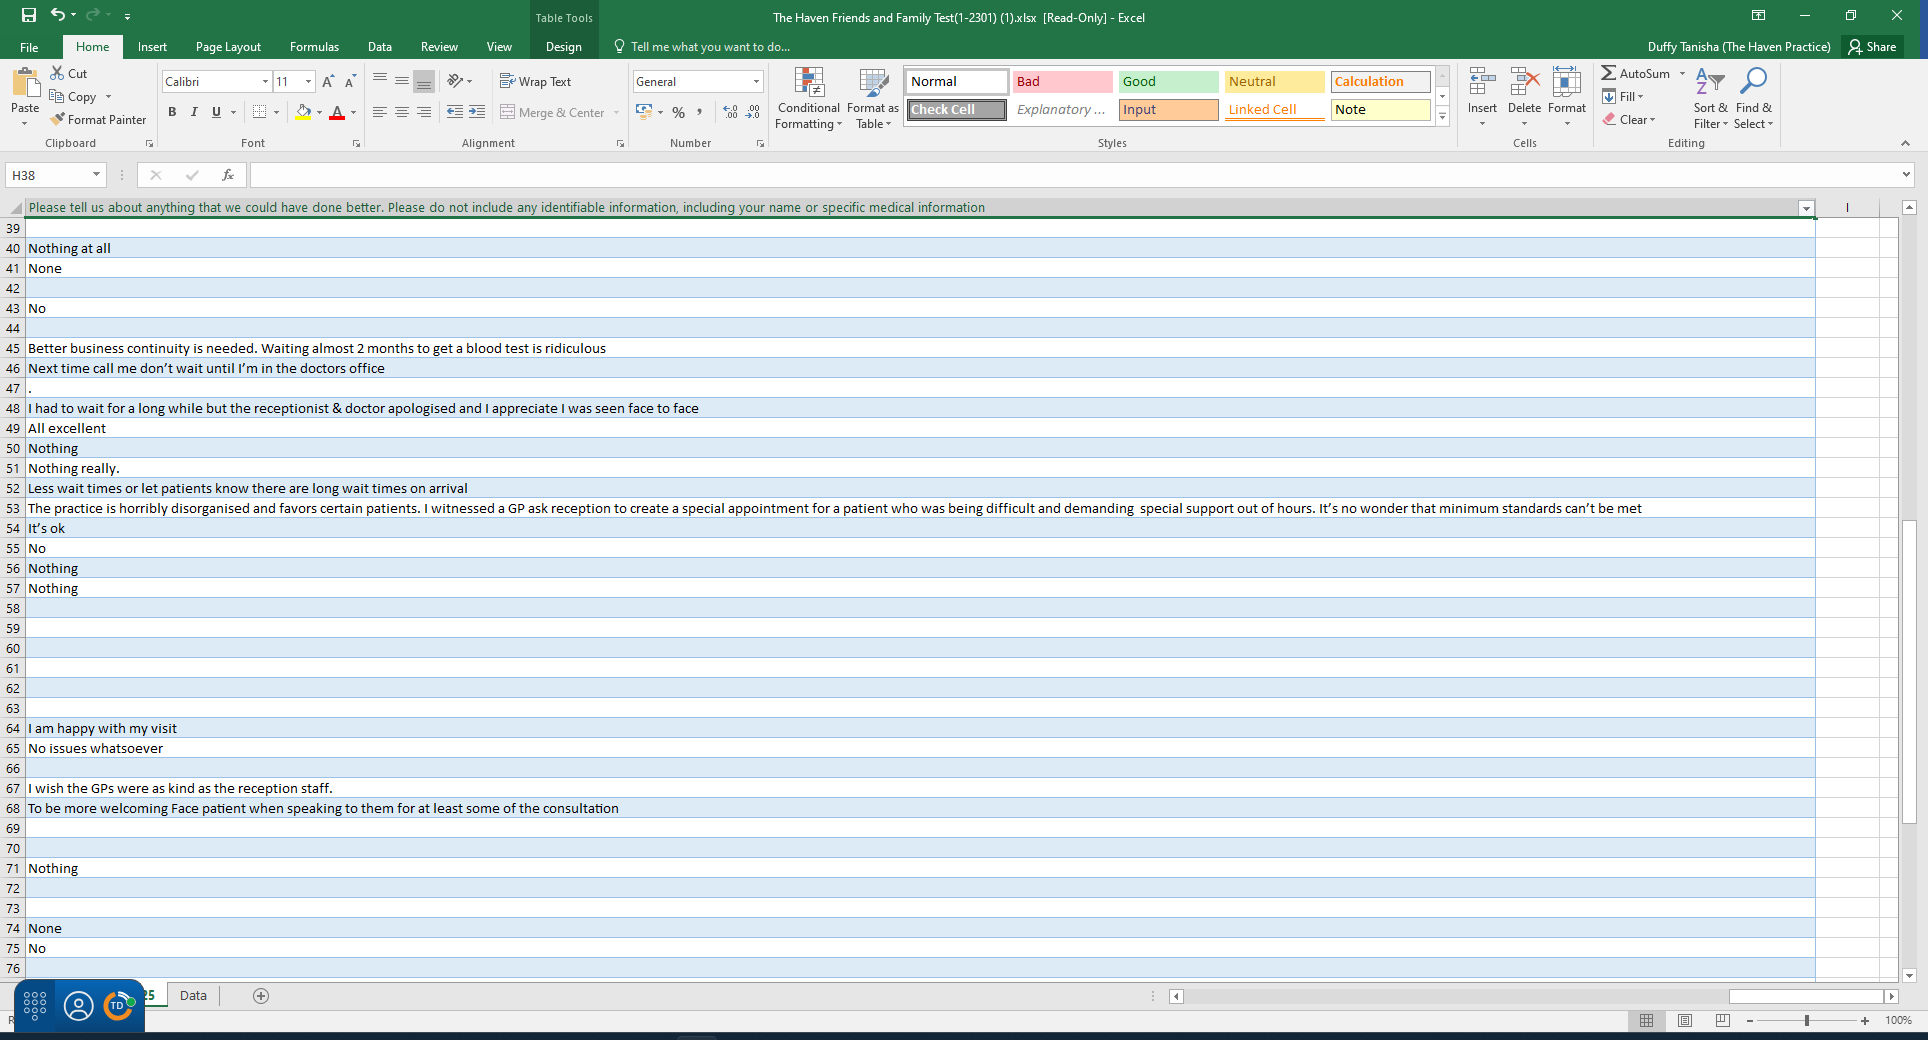 Table Tools
The Haven Friends and Family Test(1-2301) (1).xlsx [Read-Only] - Excel
File Home Insert Page Layout Formulas Data Review View Design Tell me what you want to do...
Duffy Tanisha (The Haven Practice) Share
Paste
Cut
Copy
Format Painter
Clipboard
Calibri 11
B I U
Font
Wrap Text
Merge & Center
Alignment
General
Number
Conditional Formatting
Format as Table
Normal Bad Good Neutral Calculation
Check Cell Explanatory ... Input Linked Cell Note
Styles
Insert Delete Format
Cells
AutoSum
Fill
Clear
Sort & Filter
Find & Select
Editing
H38
fx
Please tell us about anything that we could have done better. Please do not include any identifiable information, including your name or specific medical information I
39
40 Nothing at all
41 None
42
43 No
44
45 Better business continuity is needed. Waiting almost 2 months to get a blood test is ridiculous
46 Next time call me don’t wait until I’m in the doctors office
47 .
48 I had to wait for a long while but the receptionist & doctor apologised and I appreciate I was seen face to face
49 All excellent
50 Nothing
51 Nothing really.
52 Less wait times or let patients know there are long wait times on arrival
53 The practice is horribly disorganised and favors certain patients. I witnessed a GP ask reception to create a special appointment for a patient who was being difficult and demanding  special support out of hours. It’s no wonder that minimum standards can’t be met
54 It’s ok
55 No
56 Nothing
57 Nothing
58
59
60
61
62
63
64 I am happy with my visit
65 No issues whatsoever
66
67 I wish the GPs were as kind as the reception staff.
68 To be more welcoming Face patient when speaking to them for at least some of the consultation
69
70
71 Nothing
72
73
74 None
75 No
76
TD
25 Data
100%